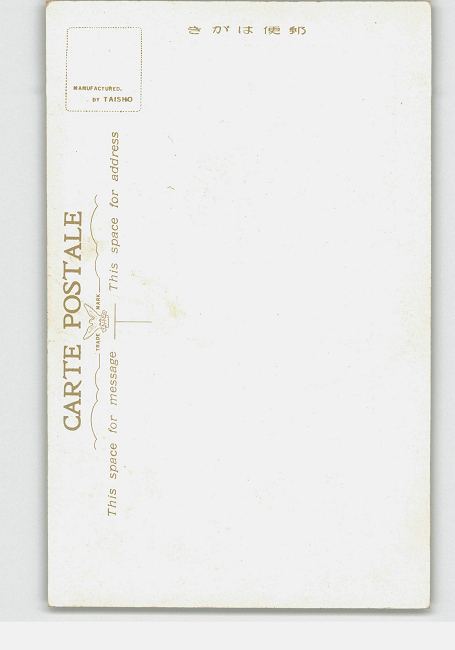 きがは便郵
MANUFACTURED.
BY TAISHO
CARTE POSTALE
TRADE MARK
This space for message
This space for address